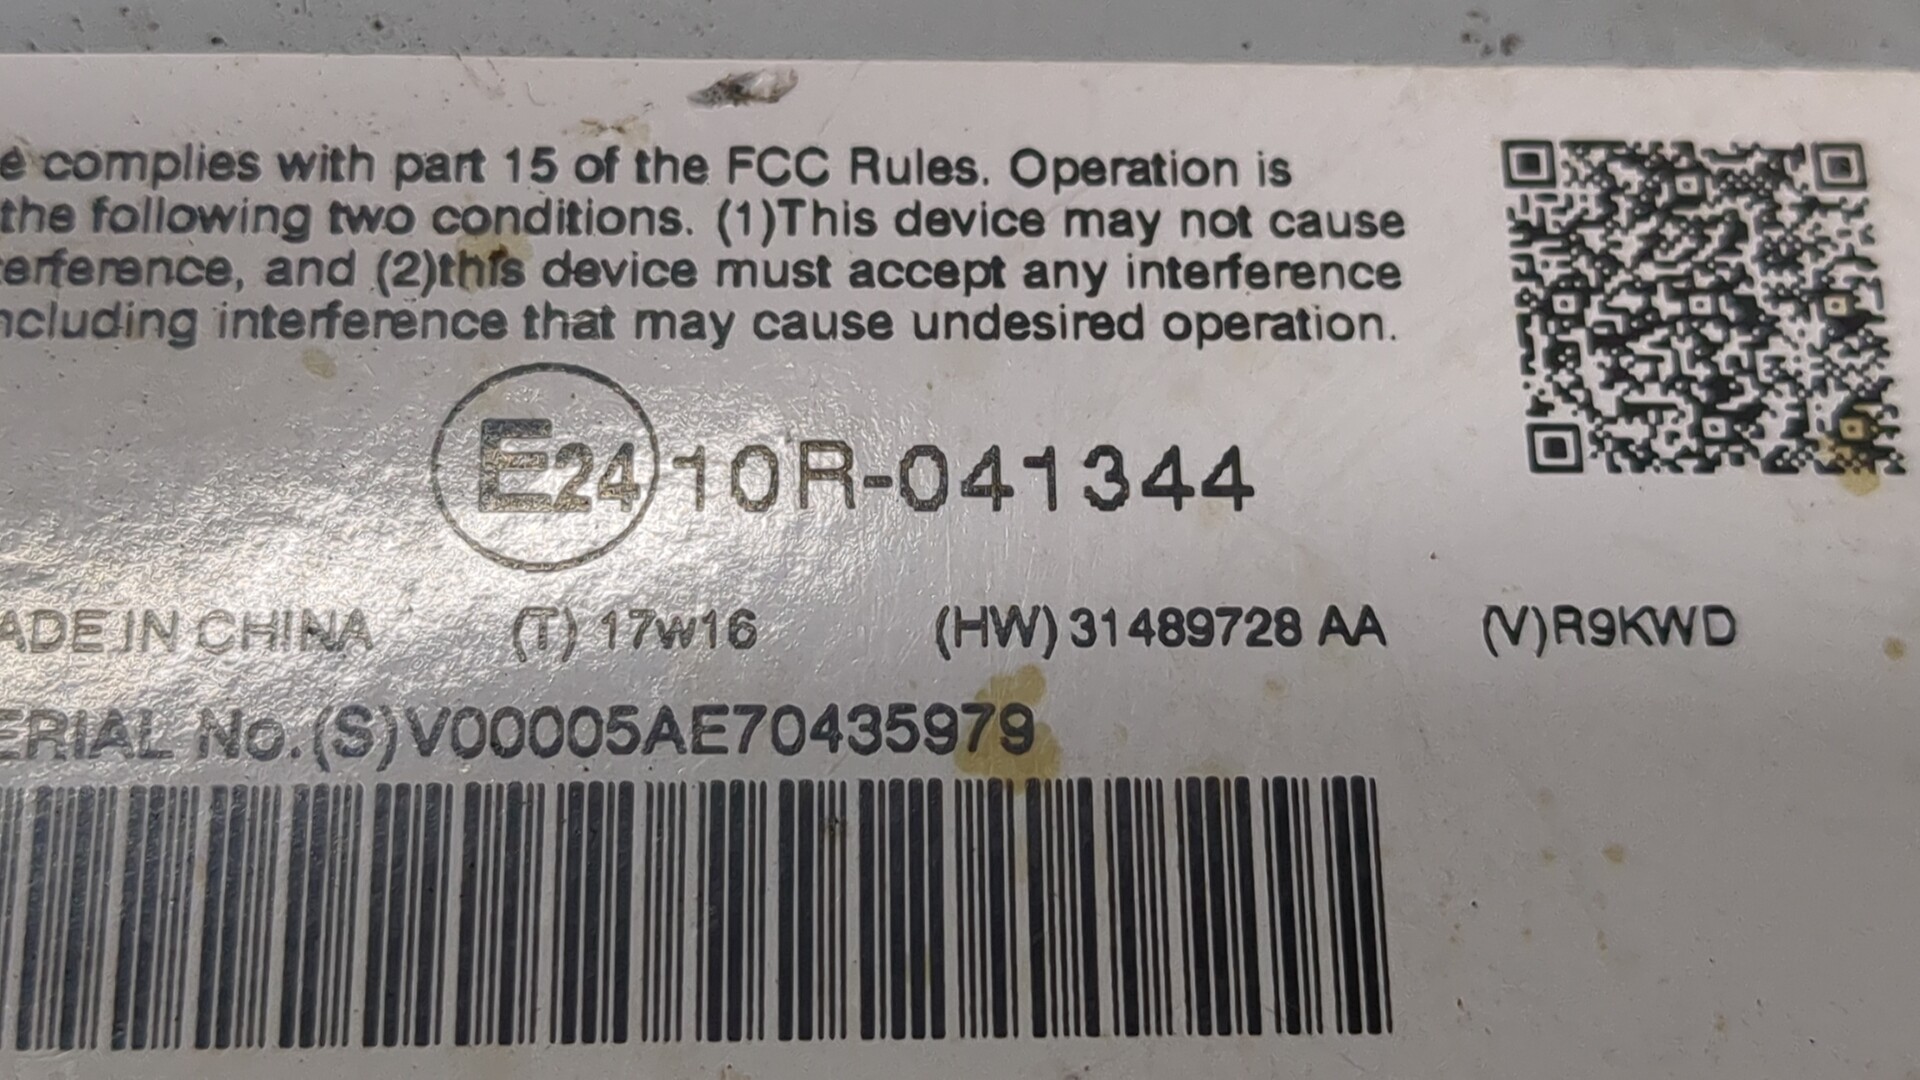 e complies with part 15 of the FCC Rules. Operation is
the following two conditions. (1)This device may not cause
erference, and (2)this device must accept any interference
ncluding interference that may cause undesired operation.
E24 10R-041344
ADE IN CHINA (T) 17w16 (HW) 31489728 AA (V)R9KWD
ERIAL No.(S)V00005AE70435979